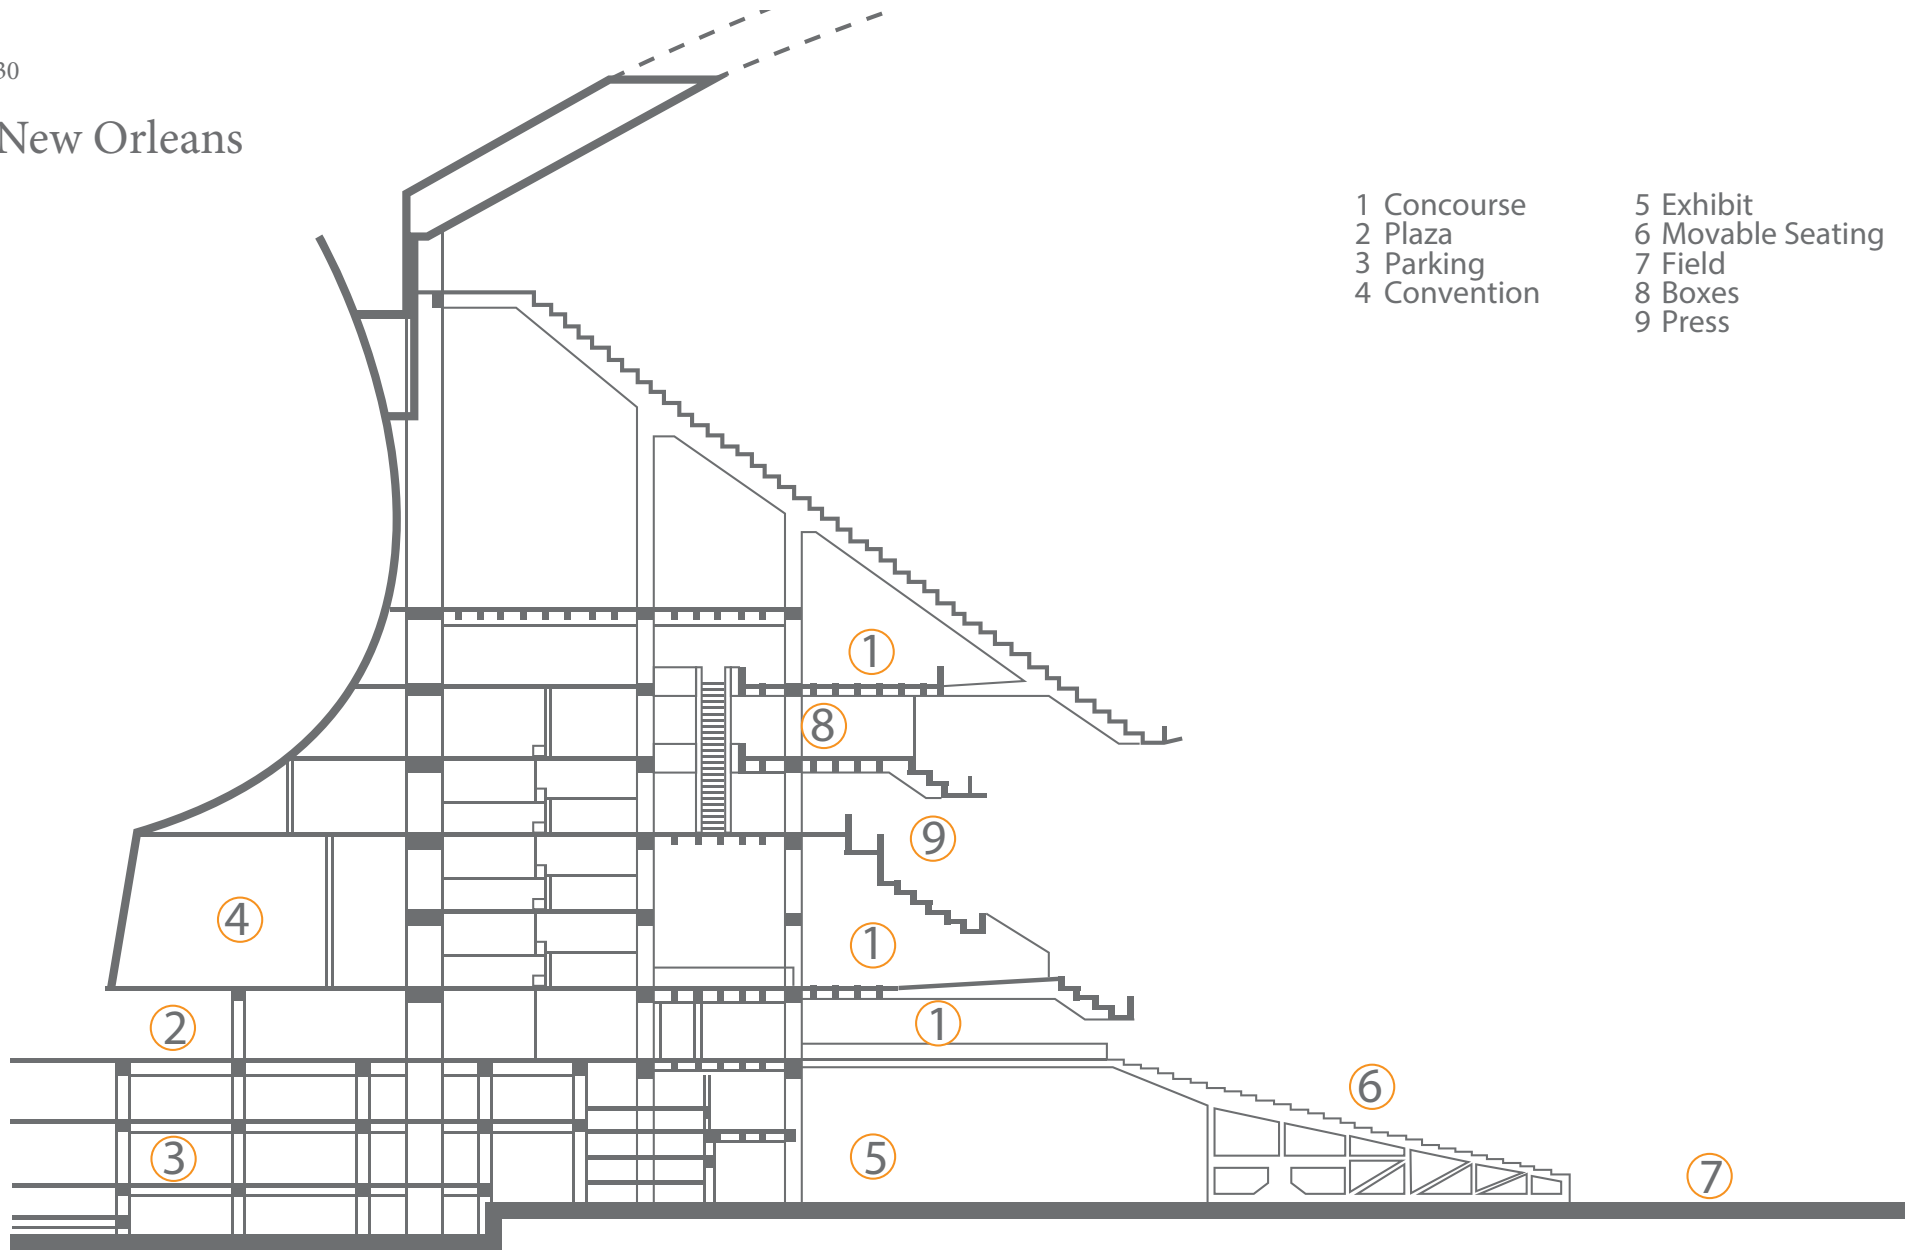 30
New Orleans
1 Concourse
2 Plaza
3 Parking
4 Convention
5 Exhibit
6 Movable Seating
7 Field
8 Boxes
9 Press
1
8
9
4
1
2
1
6
3
5
7